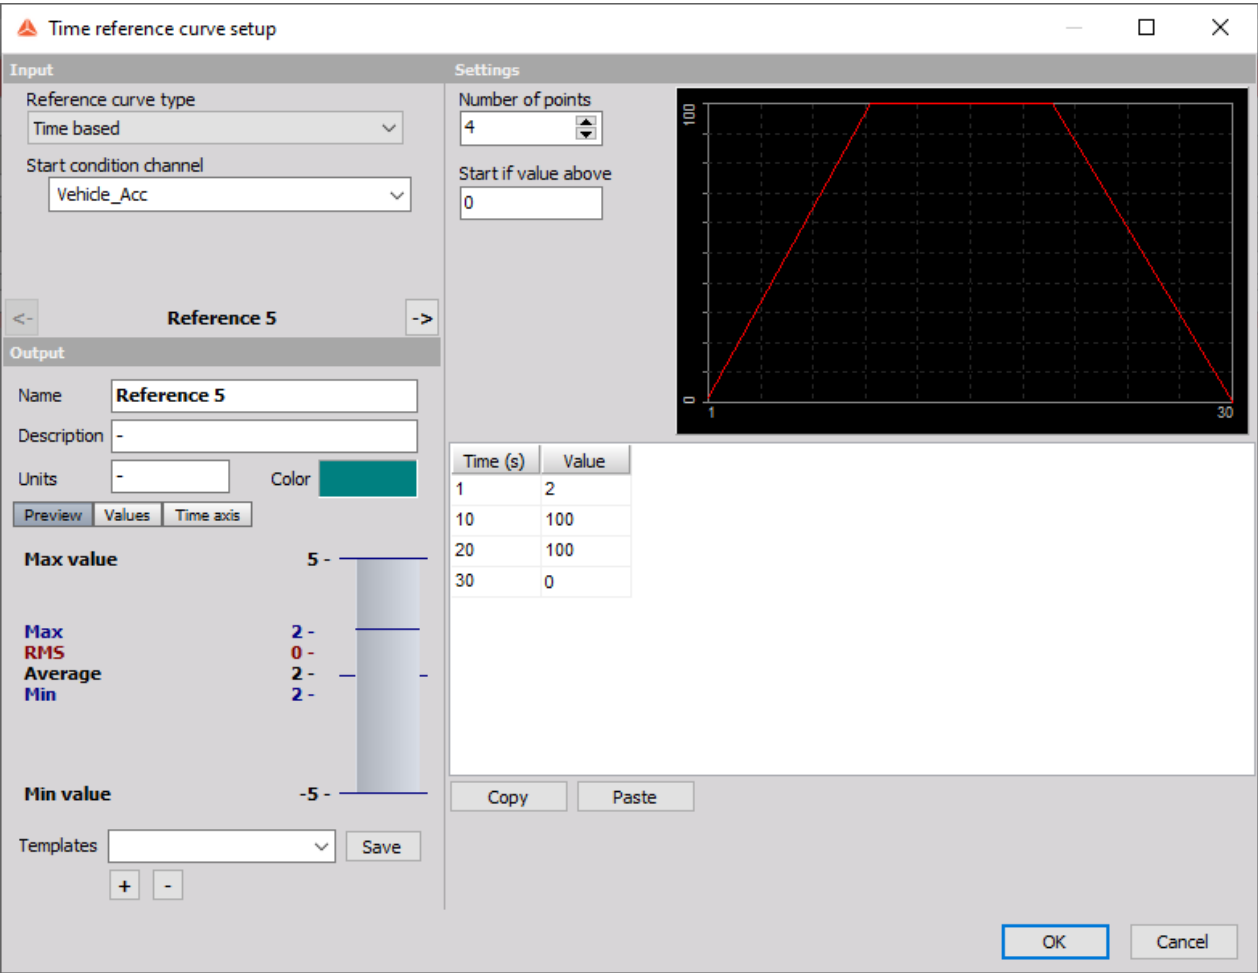 Time reference curve setup
Input
Reference curve type
Time based
Start condition channel
Vehicle_Acc
<- Reference 5 ->
Output
Name Reference 5
Description -
Units - Color
Preview Values Time axis
Max value 5 -
Max 2 -
RMS 0 -
Average 2 -
Min 2 -
Min value -5 -
Templates Save
+ -
Settings
Number of points
4
Start if value above
0
100
0
1 30
Time (s) Value
1 2
10 100
20 100
30 0
Copy Paste
OK Cancel